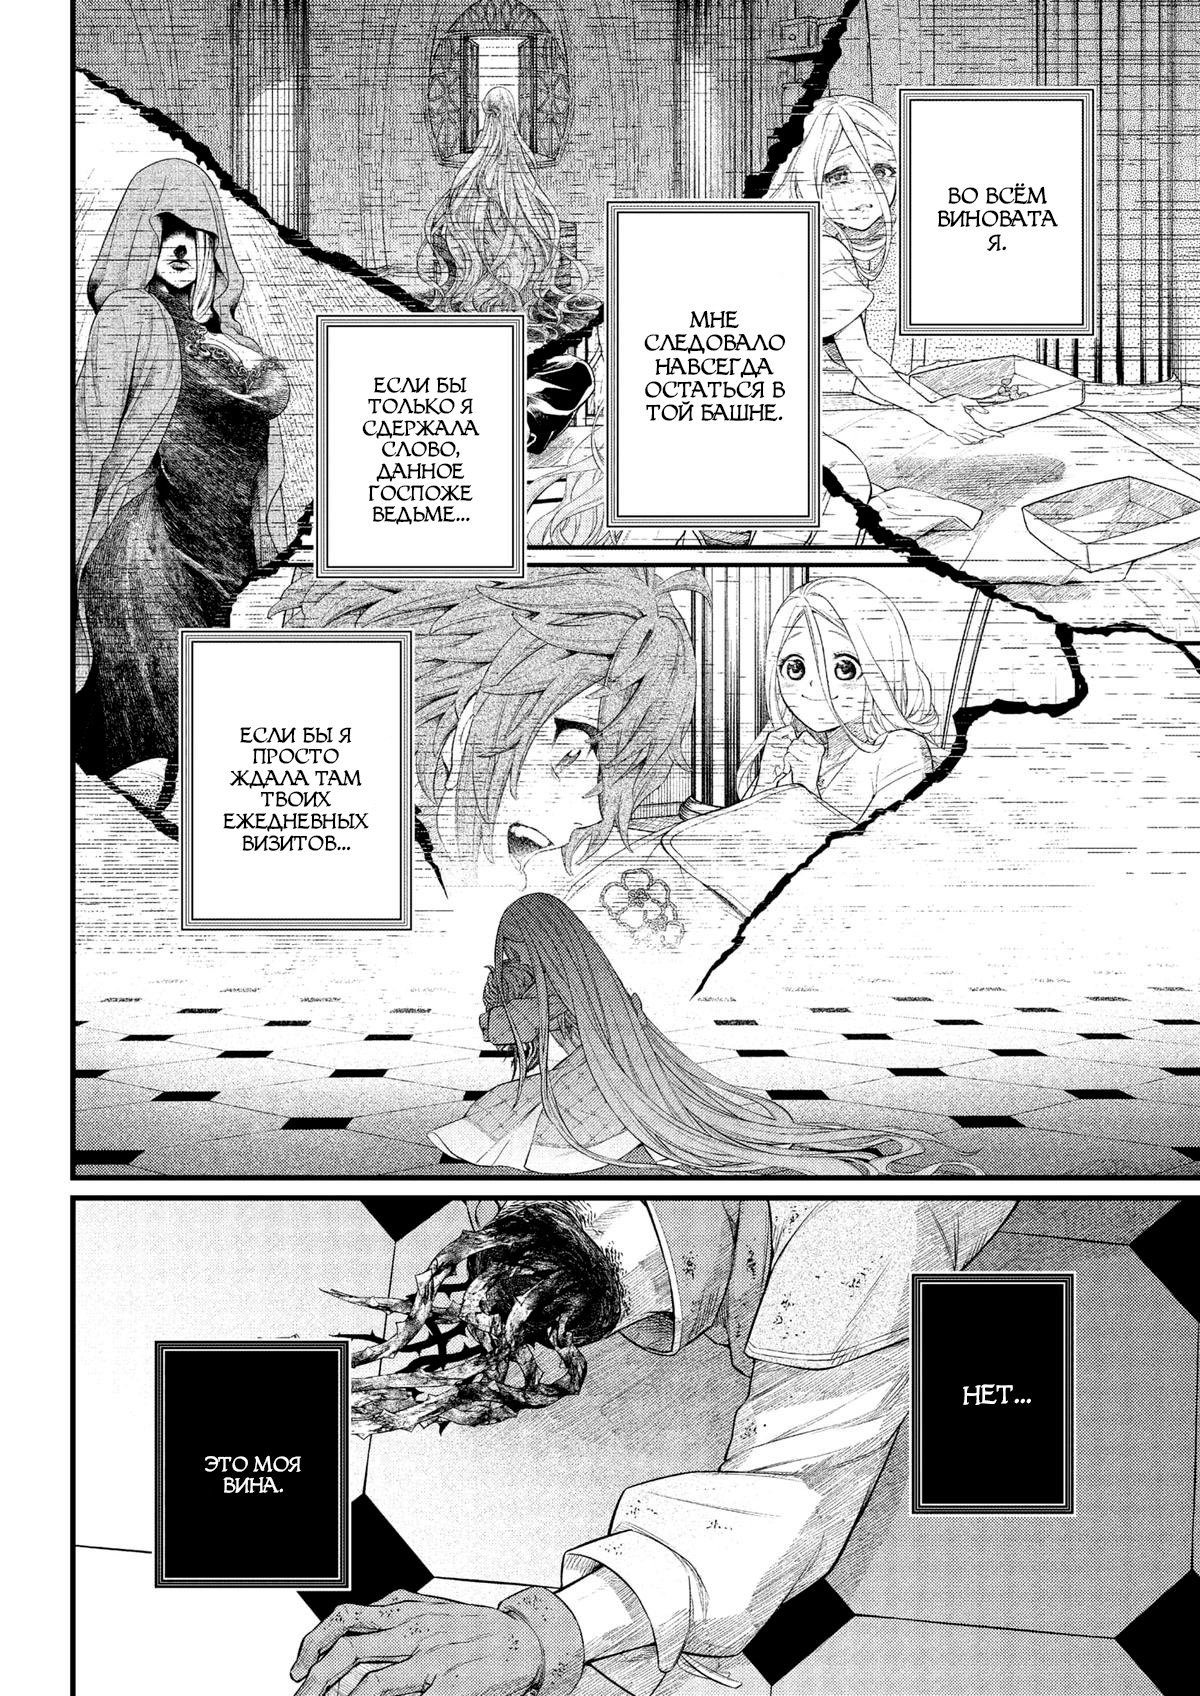 ВО ВСЁМ
ВИНОВАТА
Я.
МНЕ
СЛЕДОВАЛО
НАВСЕГДА
ОСТАТЬСЯ В
ТОЙ БАШНЕ.
ЕСЛИ БЫ
ТОЛЬКО Я
СДЕРЖАЛА
СЛОВО,
ДАННОЕ
ГОСПОЖЕ
ВЕДЬМЕ...
ЕСЛИ БЫ Я
ПРОСТО
ЖДАЛА ТАМ
ТВОИХ
ЕЖЕДНЕВНЫХ
ВИЗИТОВ...
НЕТ...
ЭТО МОЯ
ВИНА.